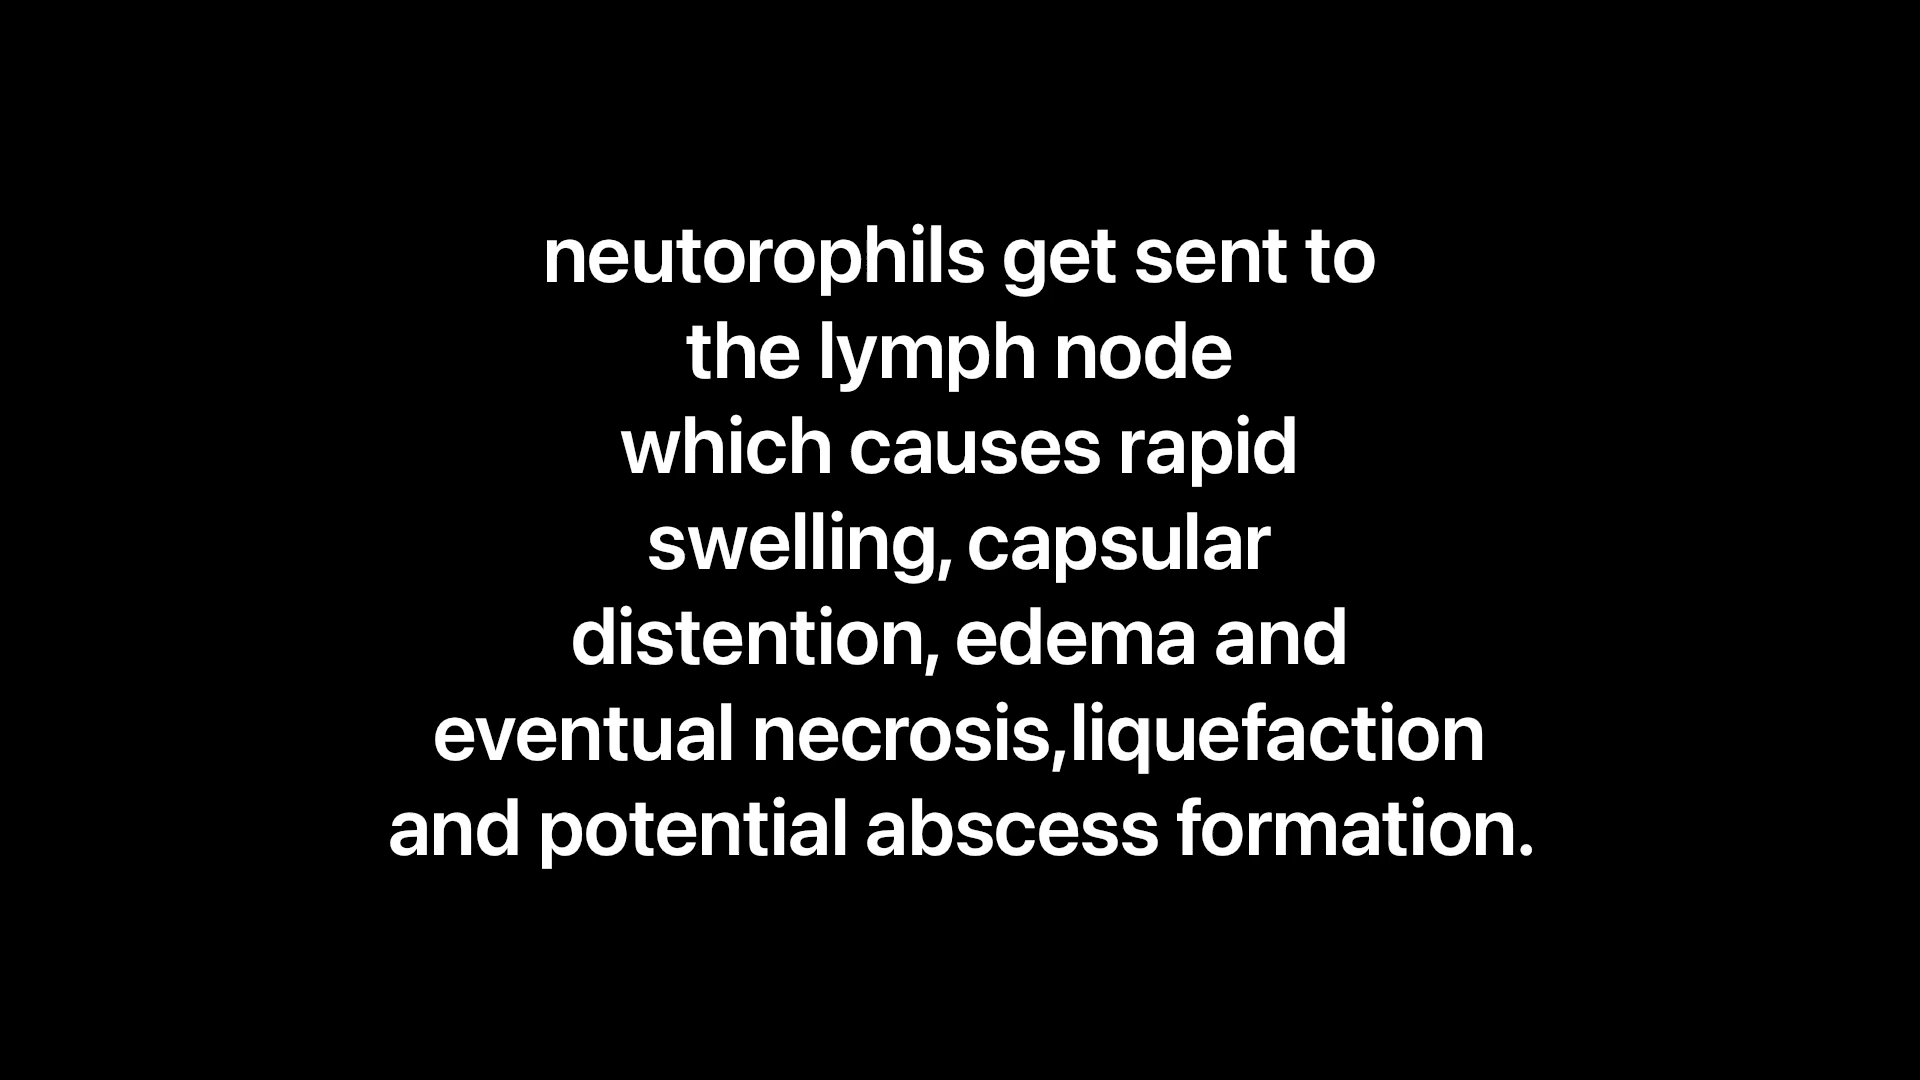 neutorophils get sent to
the lymph node
which causes rapid
swelling, capsular
distention, edema and
eventual necrosis,liquefaction
and potential abscess formation.